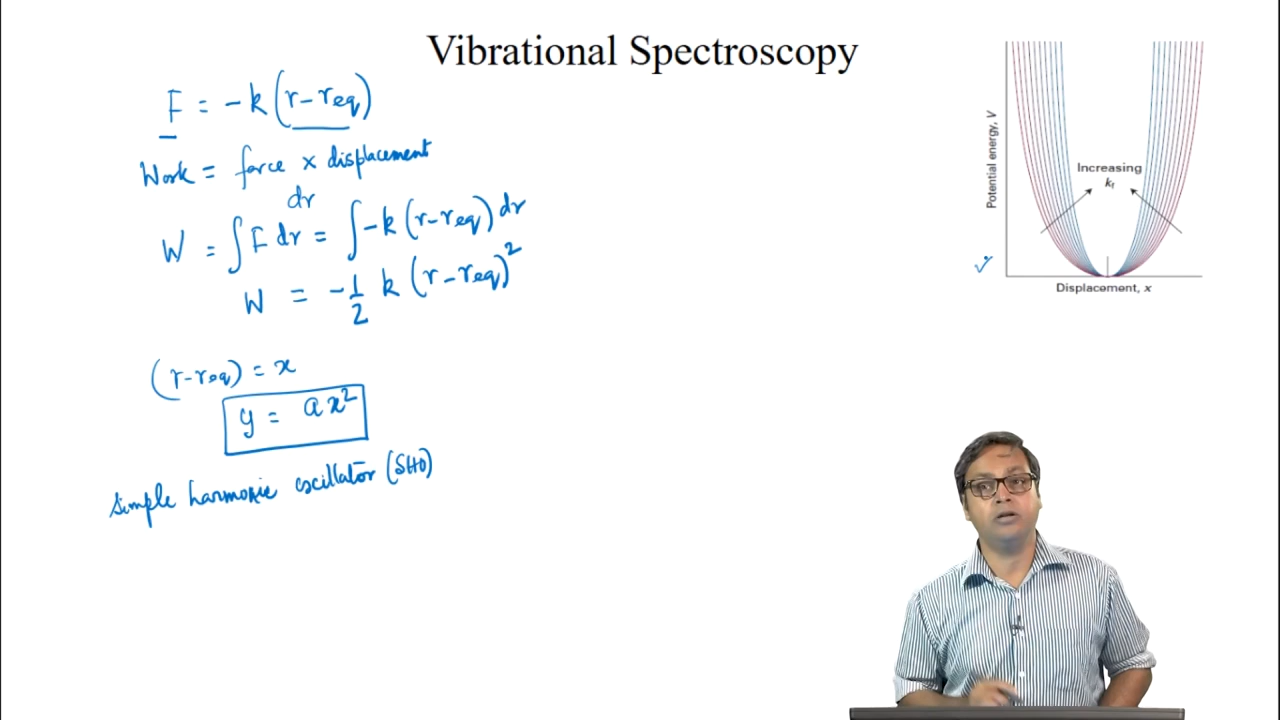 Vibrational Spectroscopy
F = -k (r-req)
Work = force × displacement
dr
W = ∫F dr = ∫-k (r-req) dr
W = -1/2 k (r-req)²
(r-req) = x
y = ax²
Simple harmonic oscillator (SHO)
Potential energy, V
Increasing
kf
Displacement, x